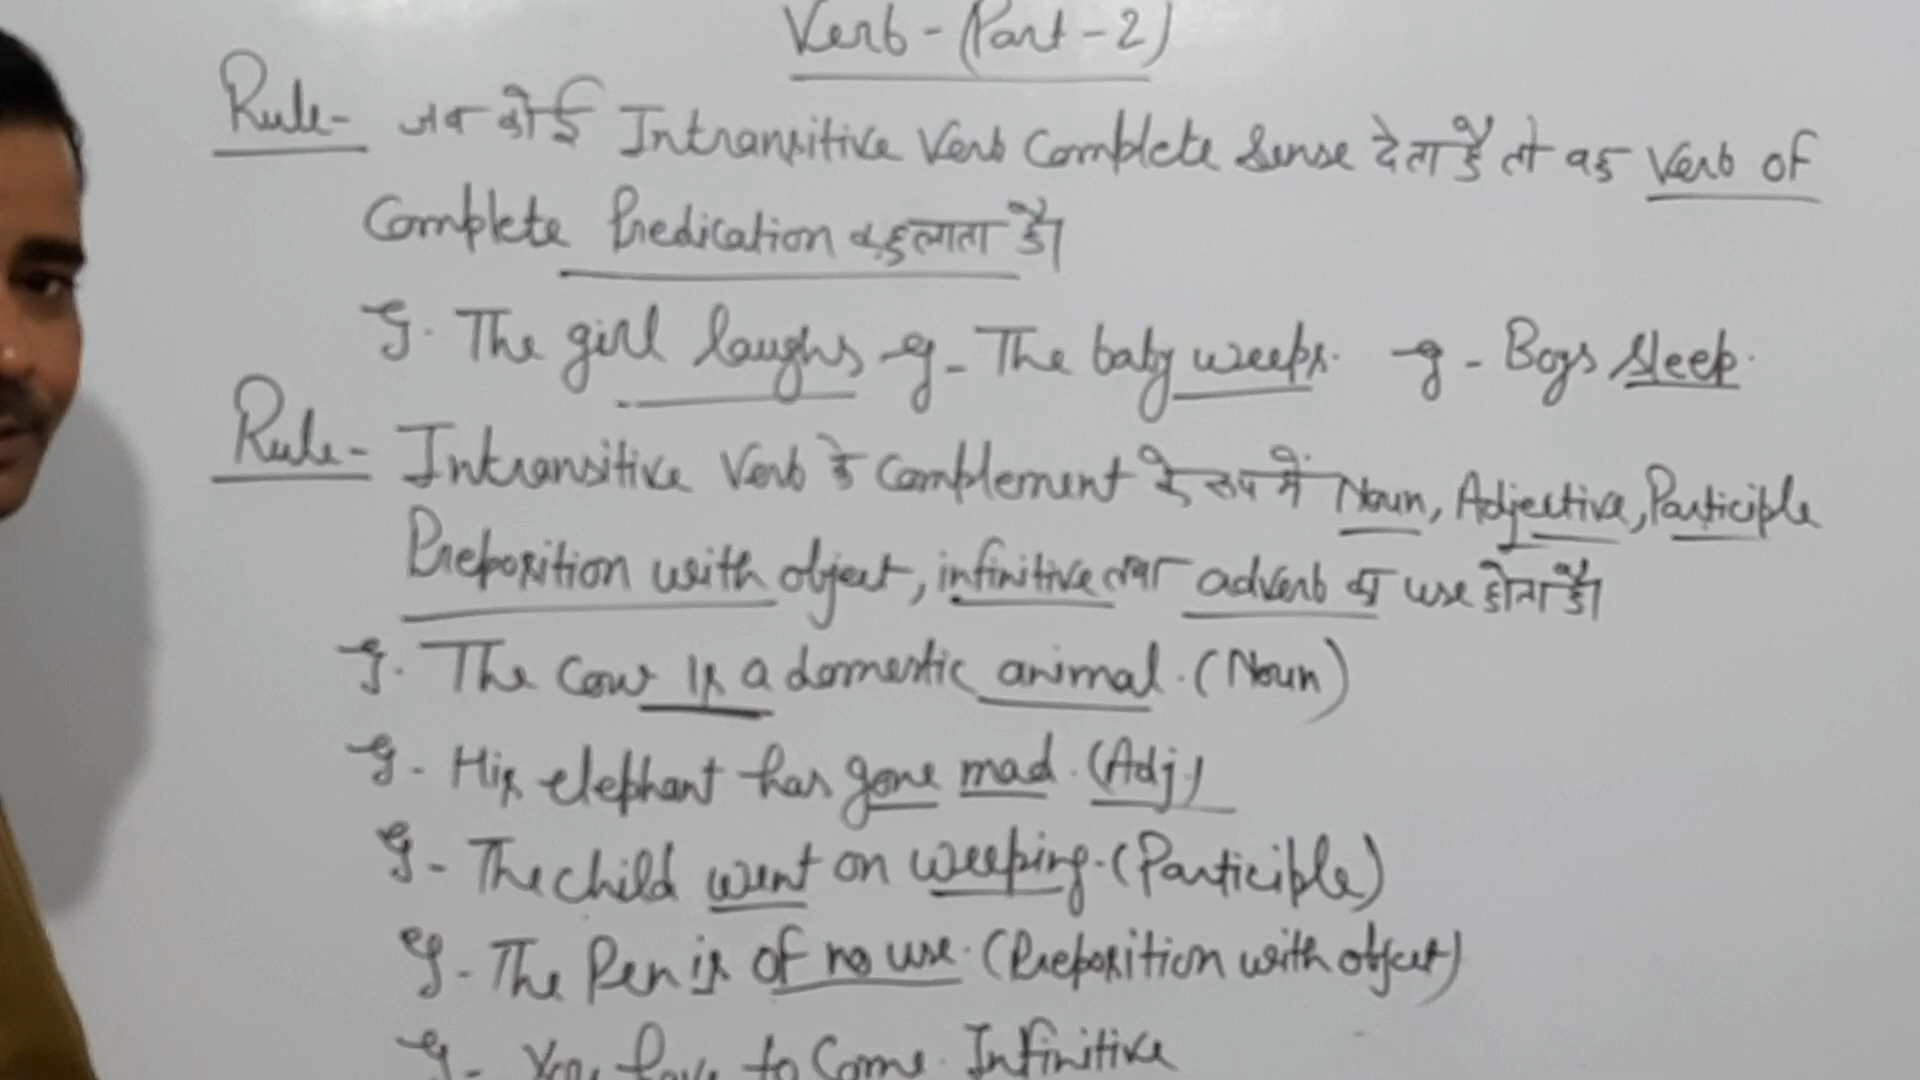 Verb - (Part - 2)
Rule- जब कोई Intransitive Verb Complete Sense देता है तो वह Verb of
Complete Predication कहलाता है।
eg. The girl laughs eg - The baby weeps. eg - Boys sleep.
Rule- Intransitive Verb के Complement के रूप में Noun, Adjective, Participle
Preposition with object, infinitive तथा adverb का use होता है।
eg. The Cow is a domestic animal. (Noun)
eg - His elephant has gone mad. (Adj)
eg - The child went on weeping. (Participle)
eg - The Pen is of no use. (Preposition with object)
eg - You have to Come. Infinitive